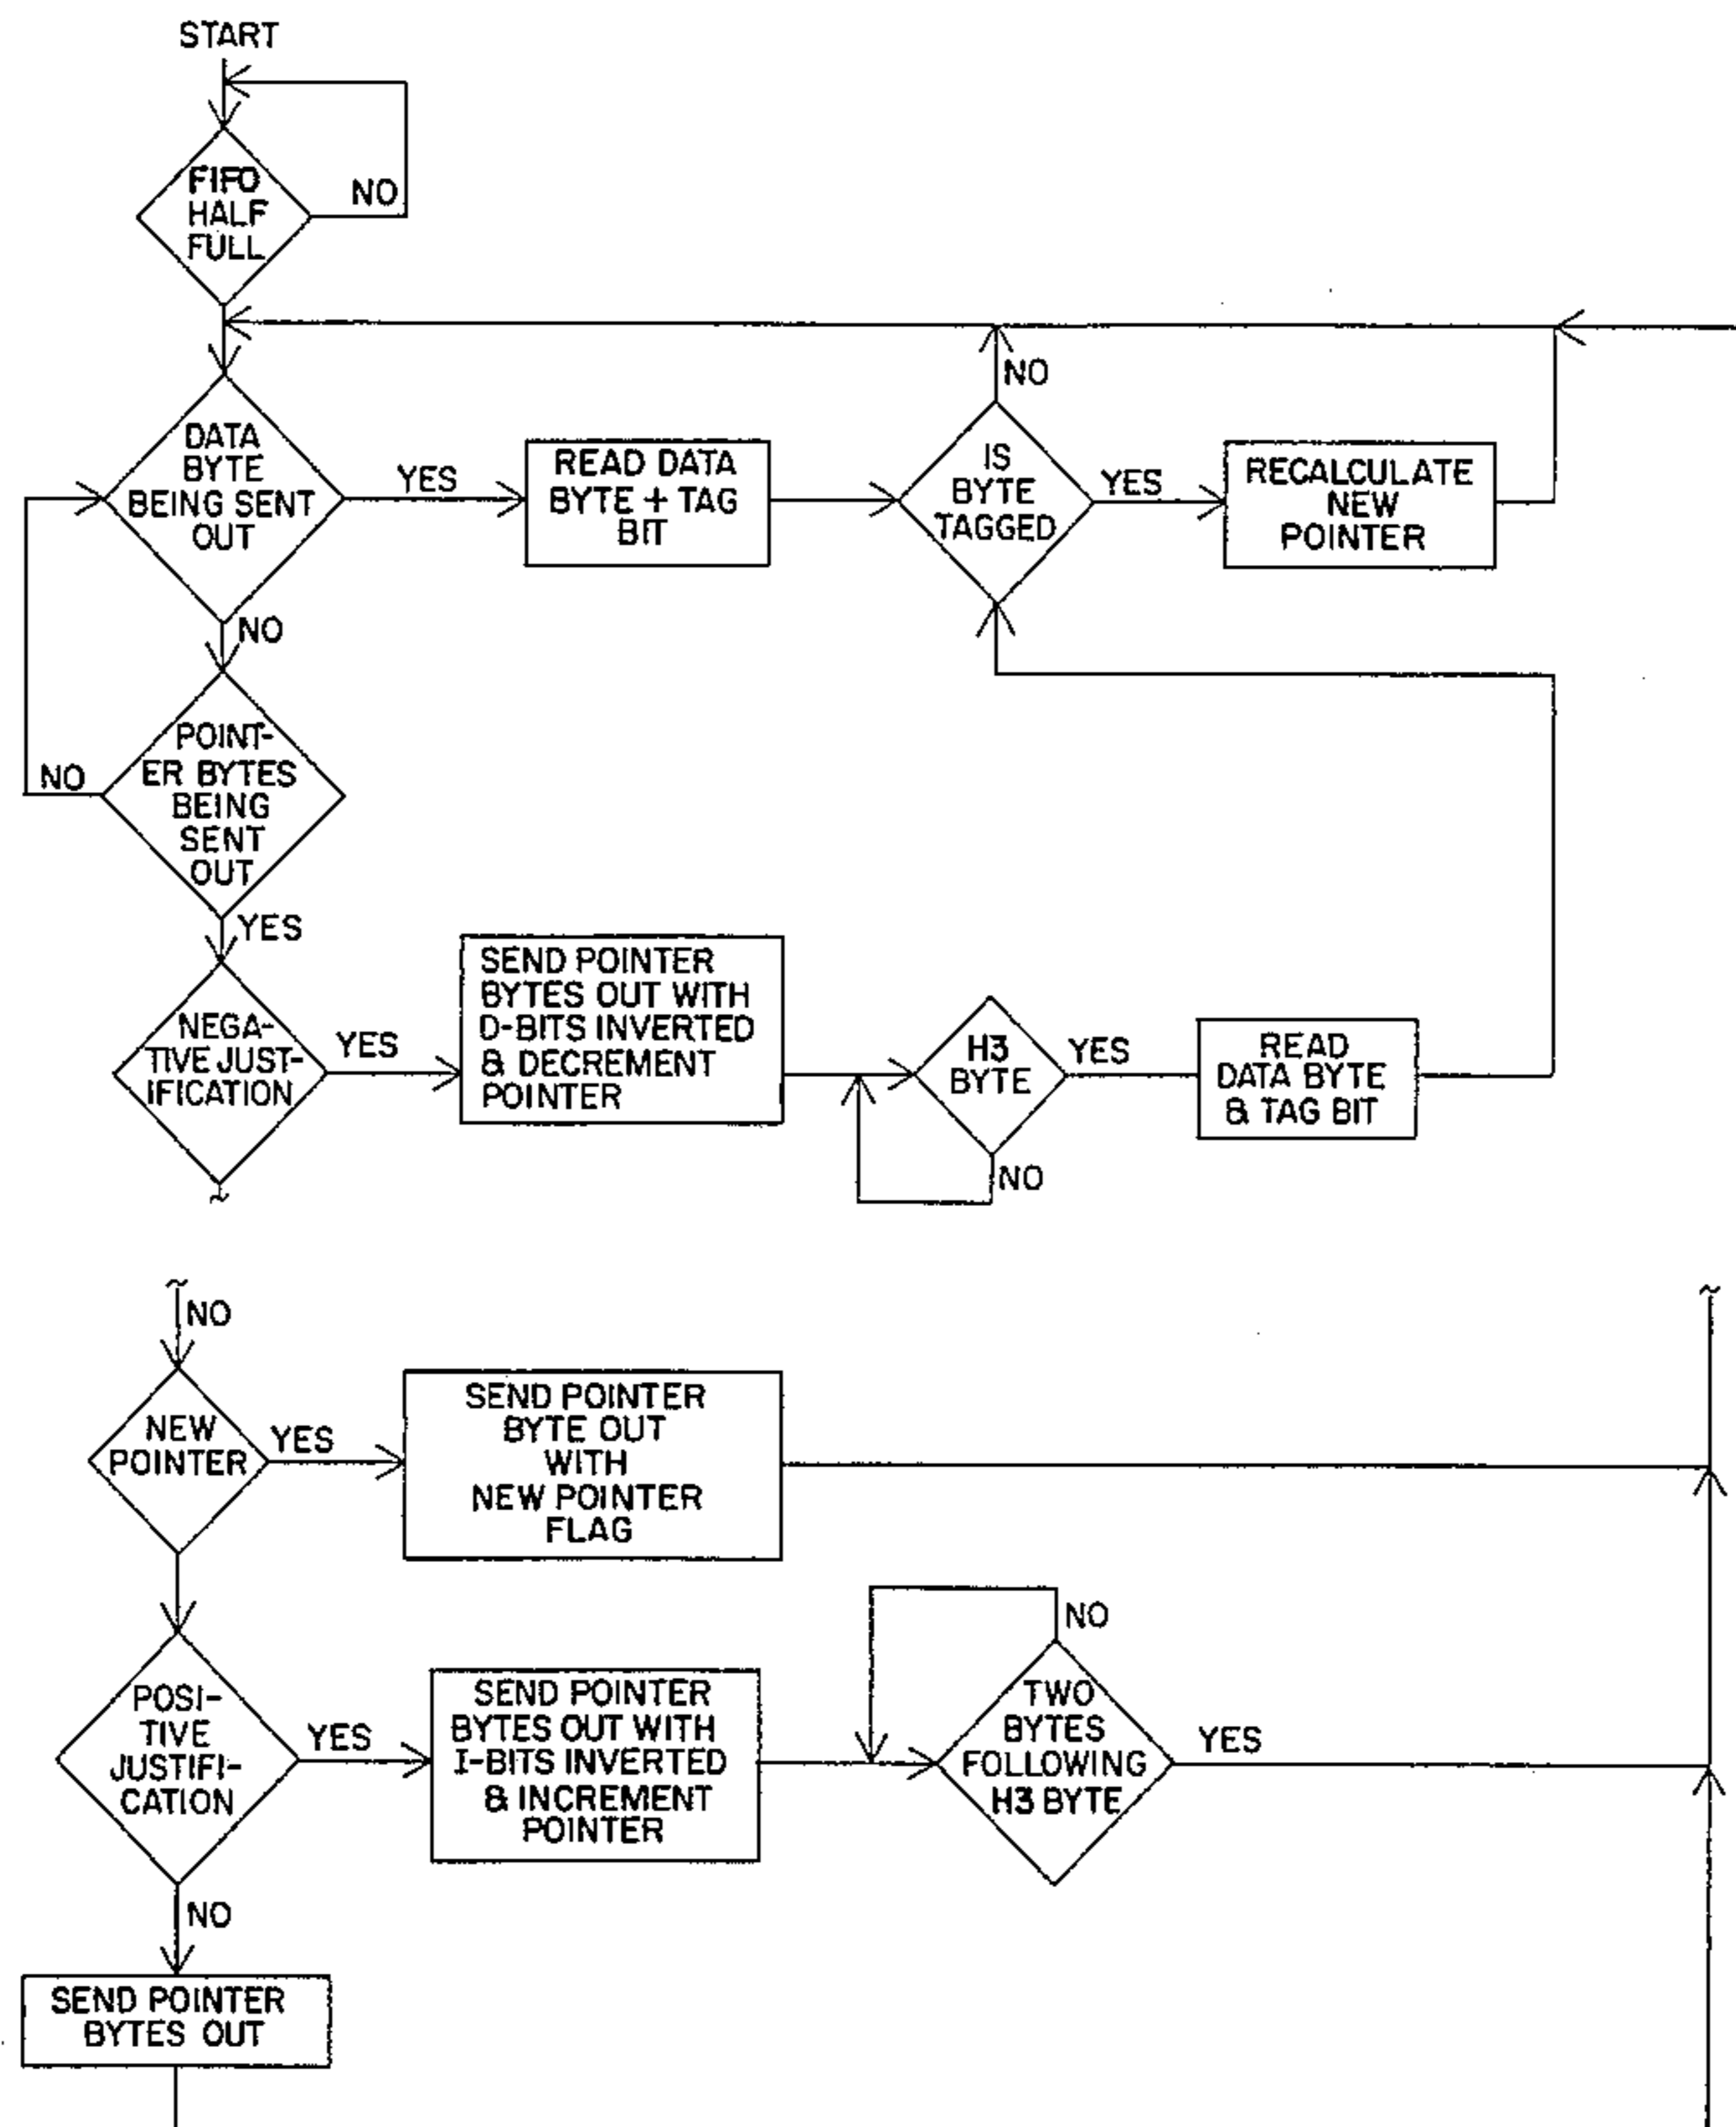 START
FIFO
HALF
FULL
NO
DATA
BYTE
BEING SENT
OUT
YES
READ DATA
BYTE + TAG
BIT
IS
BYTE
TAGGED
NO
YES
RECALCULATE
NEW
POINTER
NO
POINT-
ER BYTES
BEING
SENT
OUT
NO
YES
NEGA-
TIVE JUST-
IFICATION
YES
SEND POINTER
BYTES OUT WITH
D-BITS INVERTED
& DECREMENT
POINTER
H3
BYTE
YES
NO
READ
DATA BYTE
& TAG BIT
NO
NEW
POINTER
YES
SEND POINTER
BYTE OUT
WITH
NEW POINTER
FLAG
POSI-
TIVE
JUSTIFI-
CATION
YES
SEND POINTER
BYTES OUT WITH
I-BITS INVERTED
& INCREMENT
POINTER
NO
TWO
BYTES
FOLLOWING
H3 BYTE
YES
NO
SEND POINTER
BYTES OUT